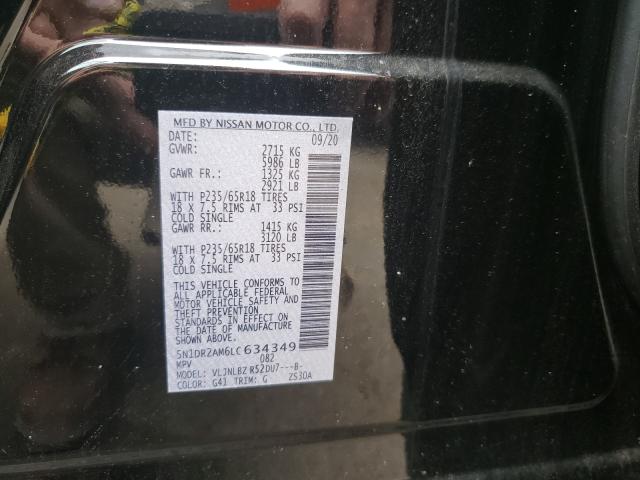 MFD BY NISSAN MOTOR CO., LTD.
DATE: 09/20
GVWR: 2715 KG
5986 LB
GAWR FR: 1325 KG
2921 LB
WITH P235/65R18 TIRES
18 X 7.5 RIMS AT 33 PSI
COLD SINGLE
GAWR RR: 1415 KG
3120 LB
WITH P235/65R18 TIRES
18 X 7.5 RIMS AT 33 PSI
COLD SINGLE
THIS VEHICLE CONFORMS TO
ALL APPLICABLE FEDERAL
MOTOR VEHICLE SAFETY AND
THEFT PREVENTION
STANDARDS IN EFFECT ON
THE DATE OF MANUFACTURE
SHOWN ABOVE.
5N1DR2AM6LC634349
MPV 082
MODEL: VLJNLBZ R52DU7---B-
COLOR: G41 TRIM: G ZS30A